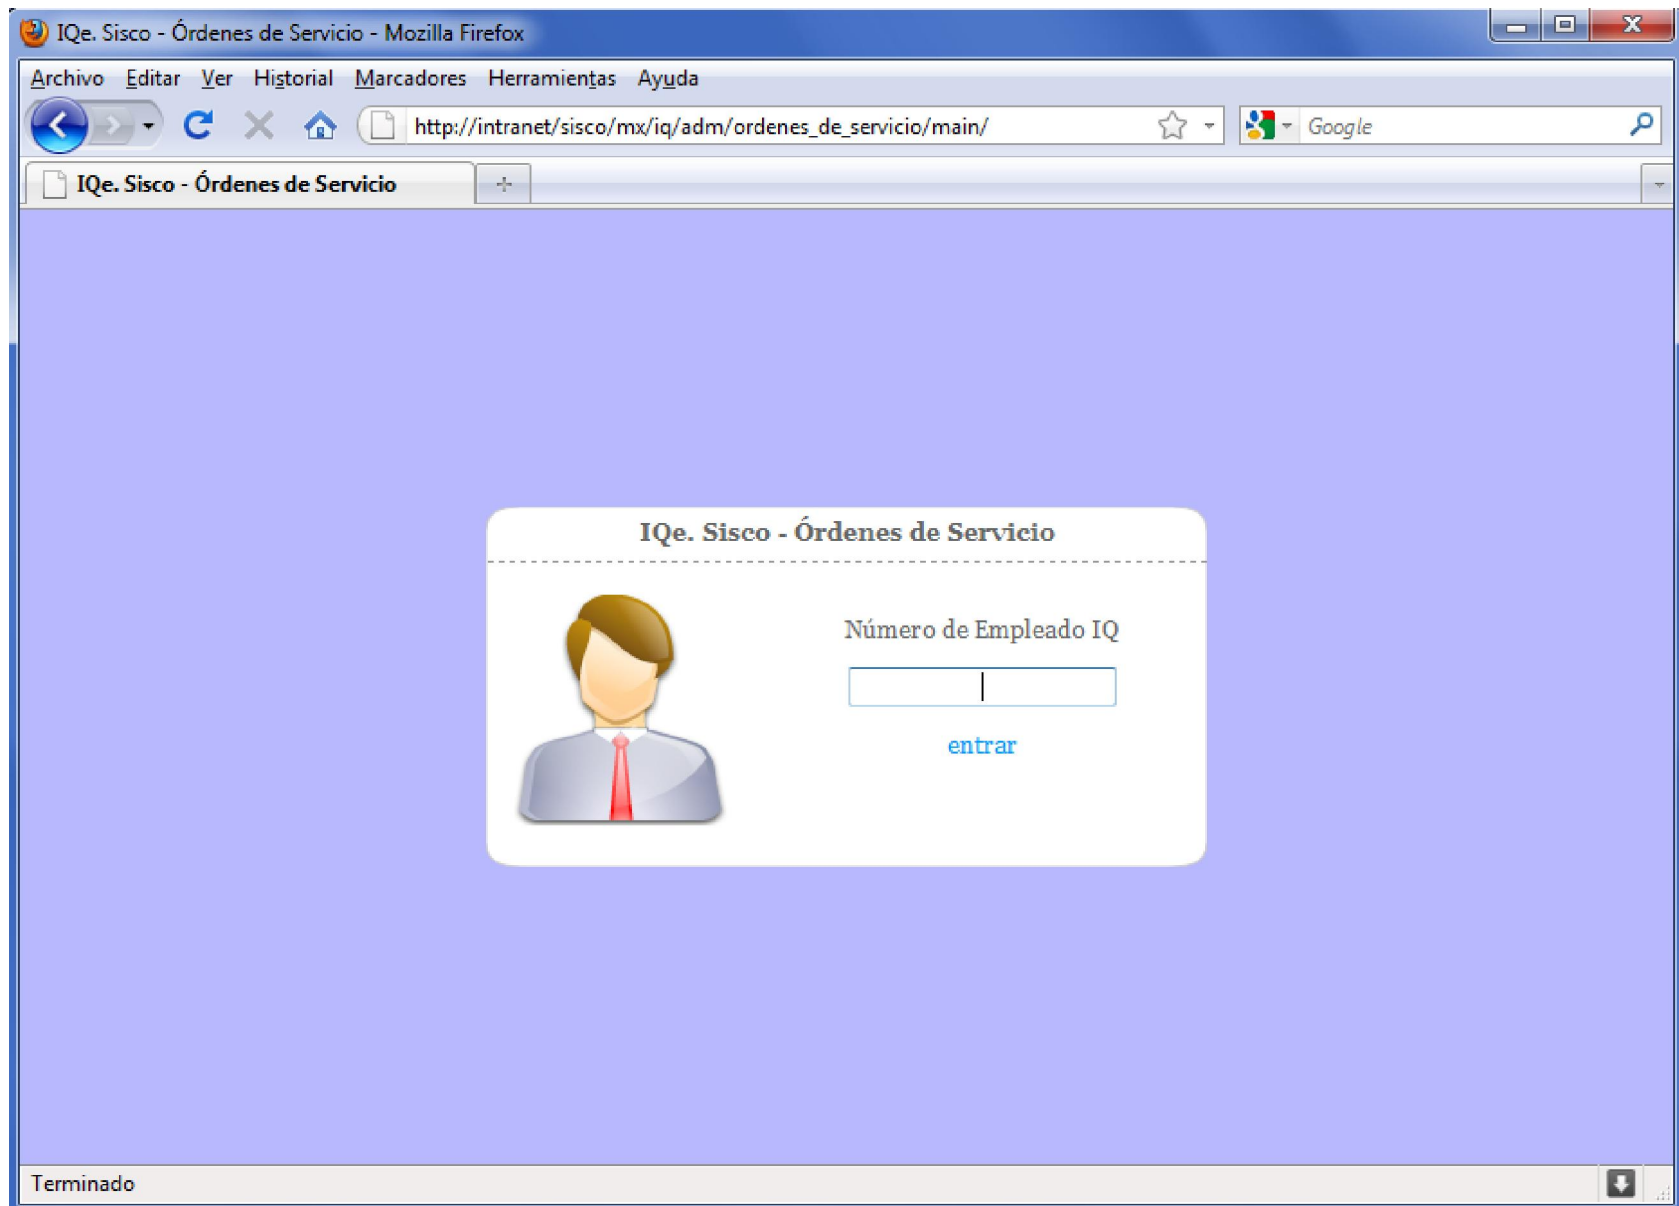 IQe. Sisco - Órdenes de Servicio - Mozilla Firefox
Archivo Editar Ver Historial Marcadores Herramientas Ayuda
http://intranet/sisco/mx/iq/adm/ordenes_de_servicio/main/ Google
IQe. Sisco - Órdenes de Servicio
IQe. Sisco - Órdenes de Servicio
Número de Empleado IQ
entrar
Terminado